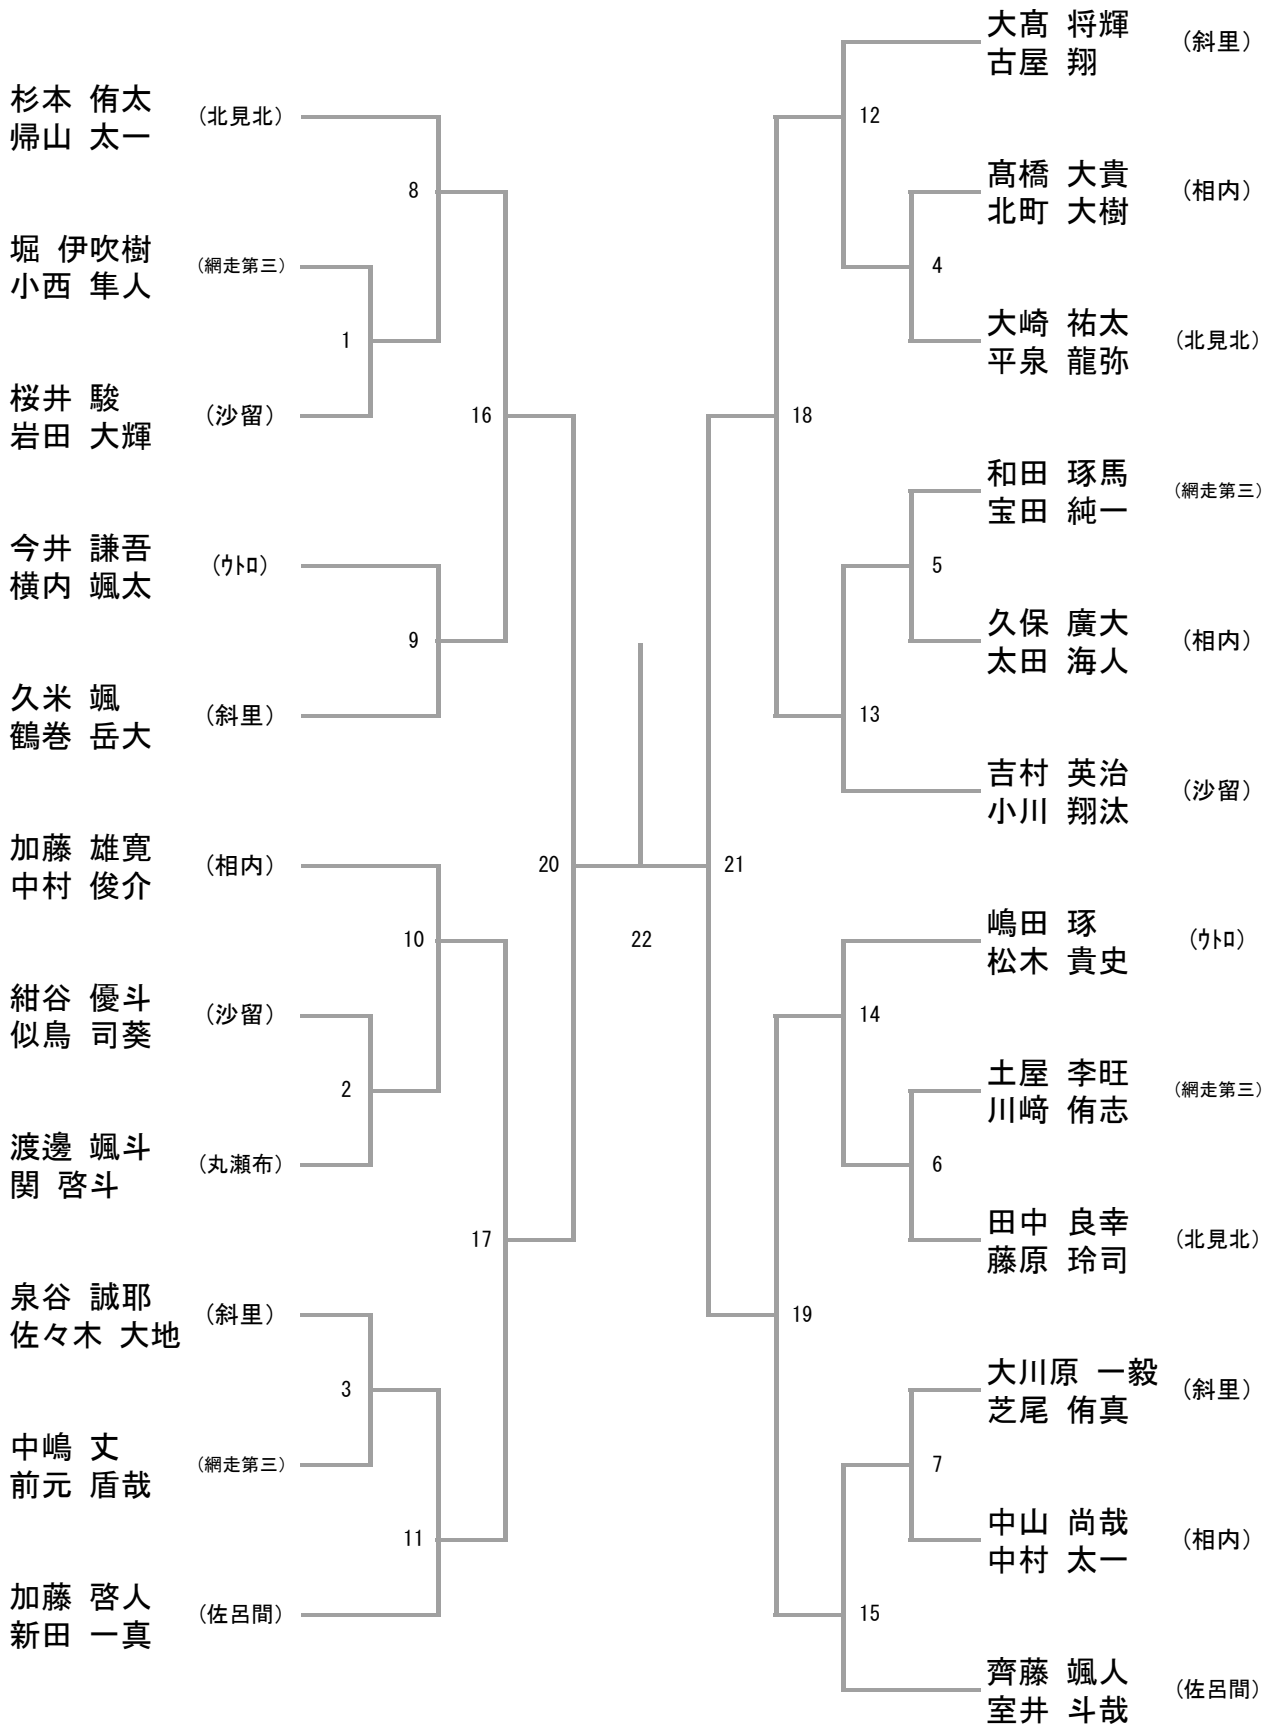 杉本 侑太
帰山 太一
(北見北)
8
堀 伊吹樹
小西 隼人
(網走第三)
1
桜井 駿
岩田 大輝
(沙留)
16
今井 謙吾
横内 颯太
(ｳﾄﾛ)
9
久米 颯
鶴巻 岳大
(斜里)
加藤 雄寛
中村 俊介
(相内)
20
10
紺谷 優斗
似鳥 司葵
(沙留)
2
渡邊 颯斗
関 啓斗
(丸瀬布)
17
泉谷 誠耶
佐々木 大地
(斜里)
3
中嶋 丈
前元 盾哉
(網走第三)
11
加藤 啓人
新田 一真
(佐呂間)
22
大髙 将輝
古屋 翔
(斜里)
12
髙橋 大貴
北町 大樹
(相内)
4
大崎 祐太
平泉 龍弥
(北見北)
18
和田 琢馬
宝田 純一
(網走第三)
5
久保 廣大
太田 海人
(相内)
13
吉村 英治
小川 翔汰
(沙留)
21
嶋田 琢
松木 貴史
(ｳﾄﾛ)
14
土屋 李旺
川﨑 侑志
(網走第三)
6
田中 良幸
藤原 玲司
(北見北)
19
大川原 一毅
芝尾 侑真
(斜里)
7
中山 尚哉
中村 太一
(相内)
15
齊藤 颯人
室井 斗哉
(佐呂間)